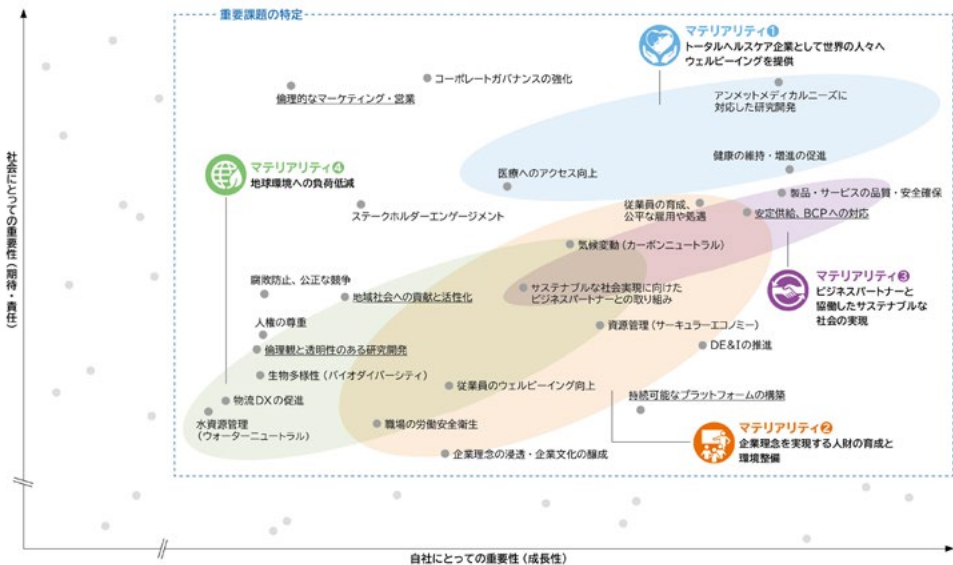 重要課題の特定
マテリアリティ❶
トータルヘルスケア企業として世界の人々へ
ウェルビーイングを提供
コーポレートガバナンスの強化
倫理的なマーケティング・営業
アンメットメディカルニーズに
対応した研究開発
健康の維持・増進の促進
マテリアリティ❹
地球環境への負荷低減
医療へのアクセス向上
製品・サービスの品質・安全確保
従業員の育成、
公平な雇用や処遇
安定供給、BCPへの対応
ステークホルダーエンゲージメント
気候変動(カーボンニュートラル)
マテリアリティ❸
ビジネスパートナーと
協働したサステナブルな
社会の実現
腐敗防止、公正な競争
サステナブルな社会実現に向けた
ビジネスパートナーとの取り組み
地域社会への貢献と活性化
人権の尊重
資源管理(サーキュラーエコノミー)
倫理観と透明性のある研究開発
DE&Iの推進
生物多様性(バイオダイバーシティ)
従業員のウェルビーイング向上
持続可能なプラットフォームの構築
物流DXの促進
水資源管理
(ウォーターニュートラル)
職場の労働安全衛生
マテリアリティ❷
企業理念を実現する人財の育成と
環境整備
企業理念の浸透・企業文化の醸成
社会にとっての重要性(期待・責任)
自社にとっての重要性(成長性)